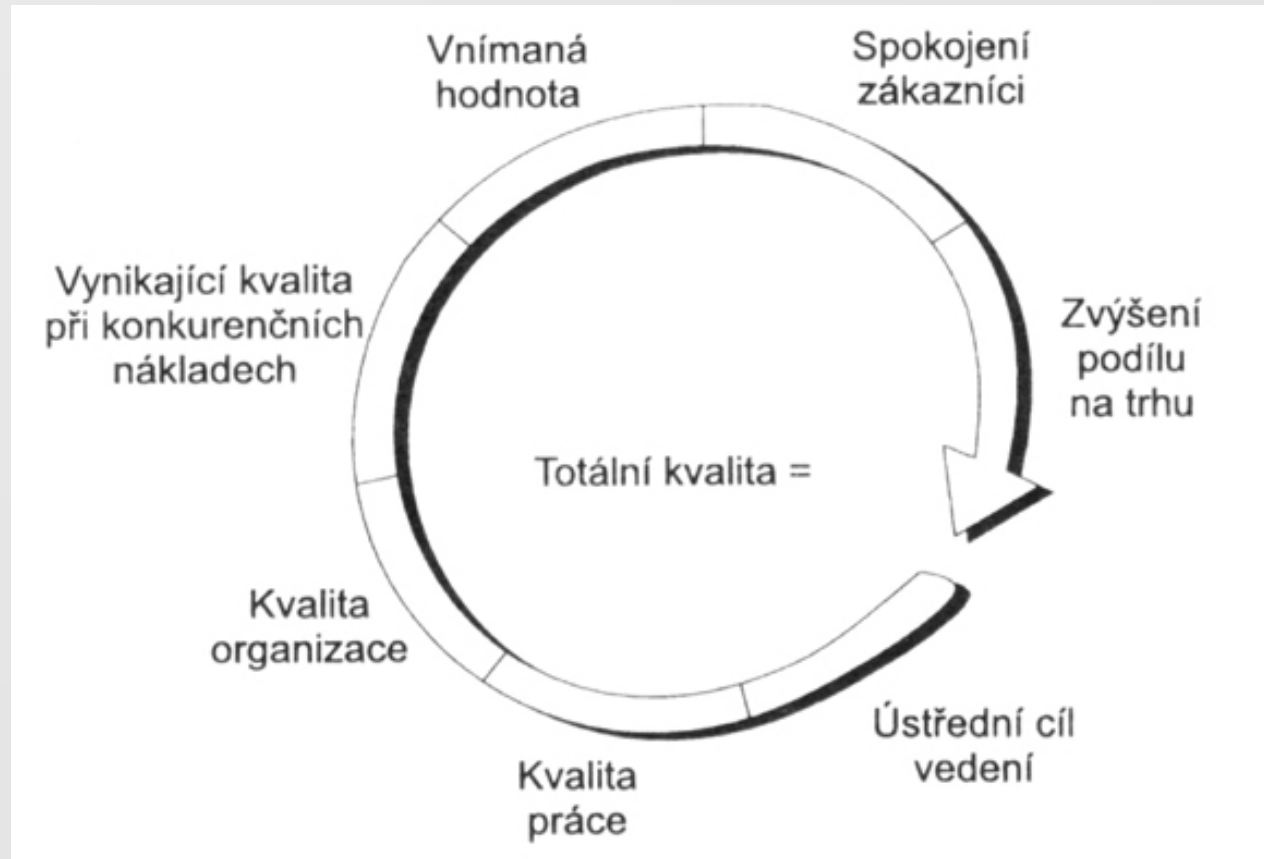 Vnímaná
hodnota
Spokojení
zákazníci
Vynikající kvalita
při konkurenčních
nákladech
Zvýšení
podílu
na trhu
Totální kvalita =
Kvalita
organizace
Ústřední cíl
vedení
Kvalita
práce